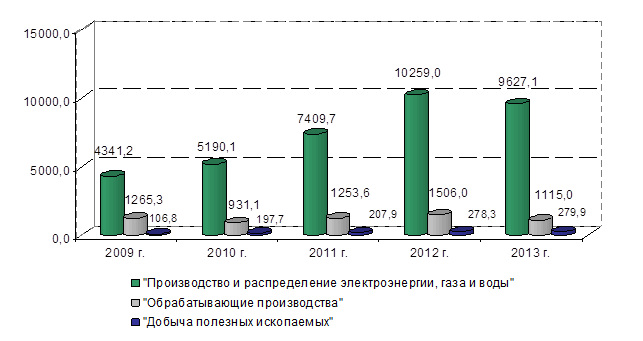 15000,0
10000,0
5000,0
0,0
4341,2
1265,3
106,8
5190,1
931,1
197,7
7409,7
1253,6
207,9
10259,0
1506,0
278,3
9627,1
1115,0
279,9
2009 г.
2010 г.
2011 г.
2012 г.
2013 г.
"Производство и распределение электроэнергии, газа и воды"
"Обрабатывающие производства"
"Добыча полезных ископаемых"